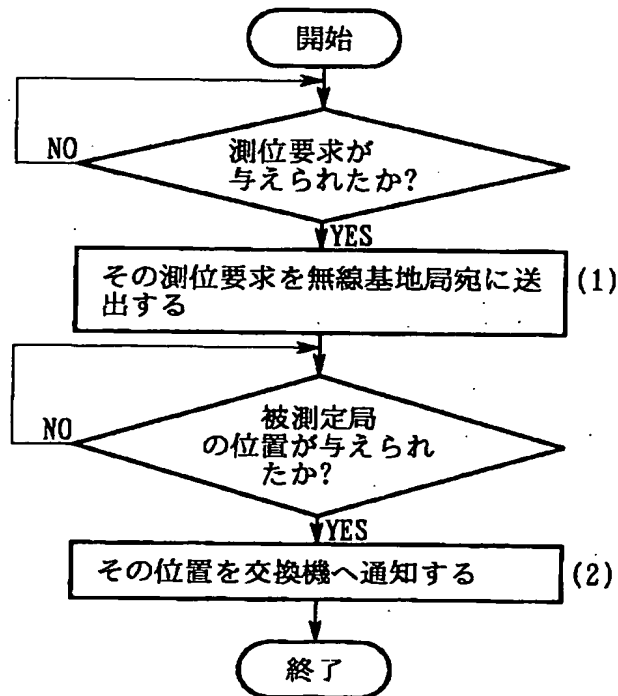 開始
NO
測位要求が
与えられたか?
YES
その測位要求を無線基地局宛に送
出する
(1)
NO
被測定局
の位置が与えられ
たか?
YES
その位置を交換機へ通知する
(2)
終了